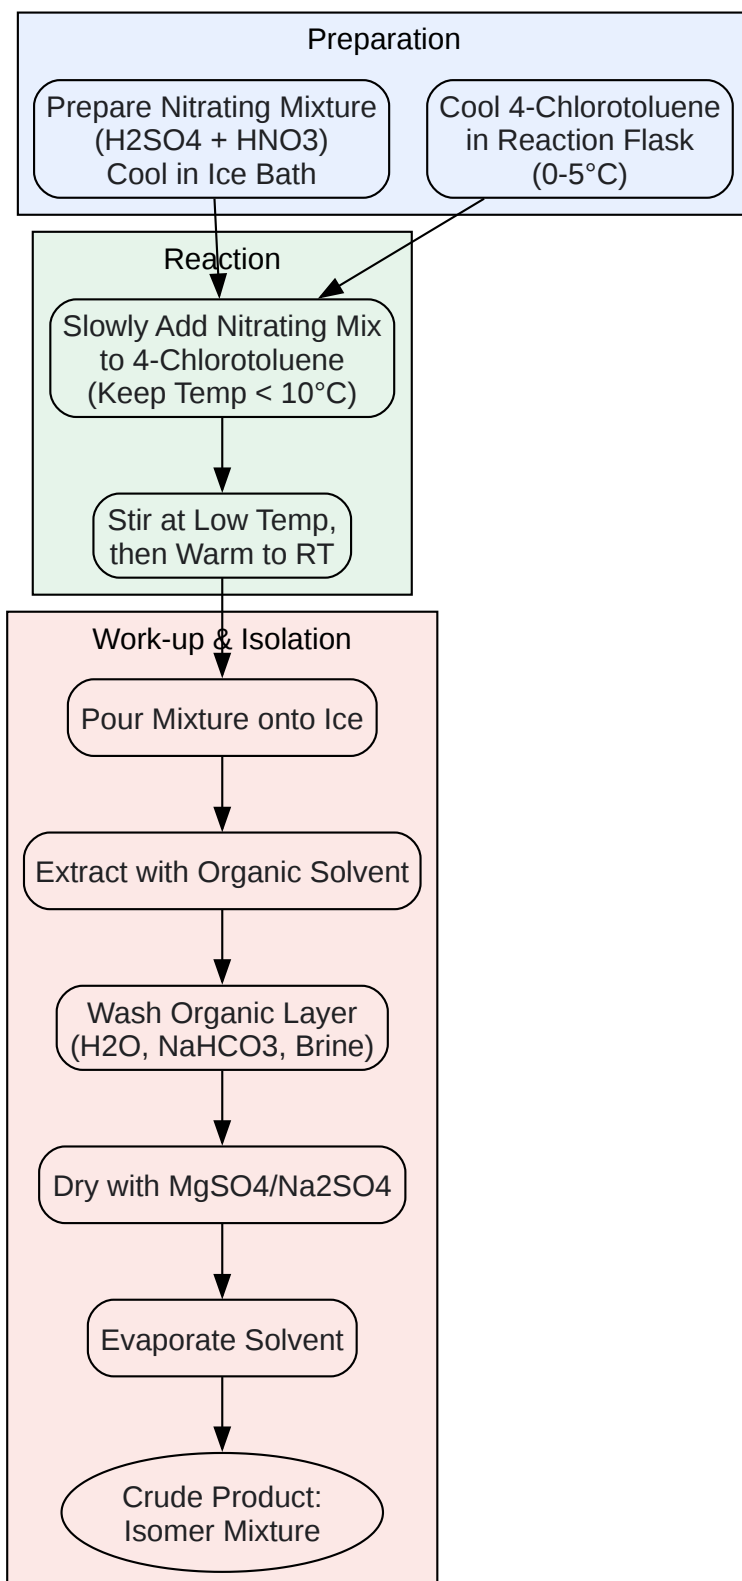 Preparation
Prepare Nitrating Mixture
(H2SO4 + HNO3)
Cool in Ice Bath
Cool 4-Chlorotoluene
in Reaction Flask
(0-5°C)
Reaction
Slowly Add Nitrating Mix
to 4-Chlorotoluene
(Keep Temp < 10°C)
Stir at Low Temp,
then Warm to RT
Work-up & Isolation
Pour Mixture onto Ice
Extract with Organic Solvent
Wash Organic Layer
(H2O, NaHCO3, Brine)
Dry with MgSO4/Na2SO4
Evaporate Solvent
Crude Product:
Isomer Mixture